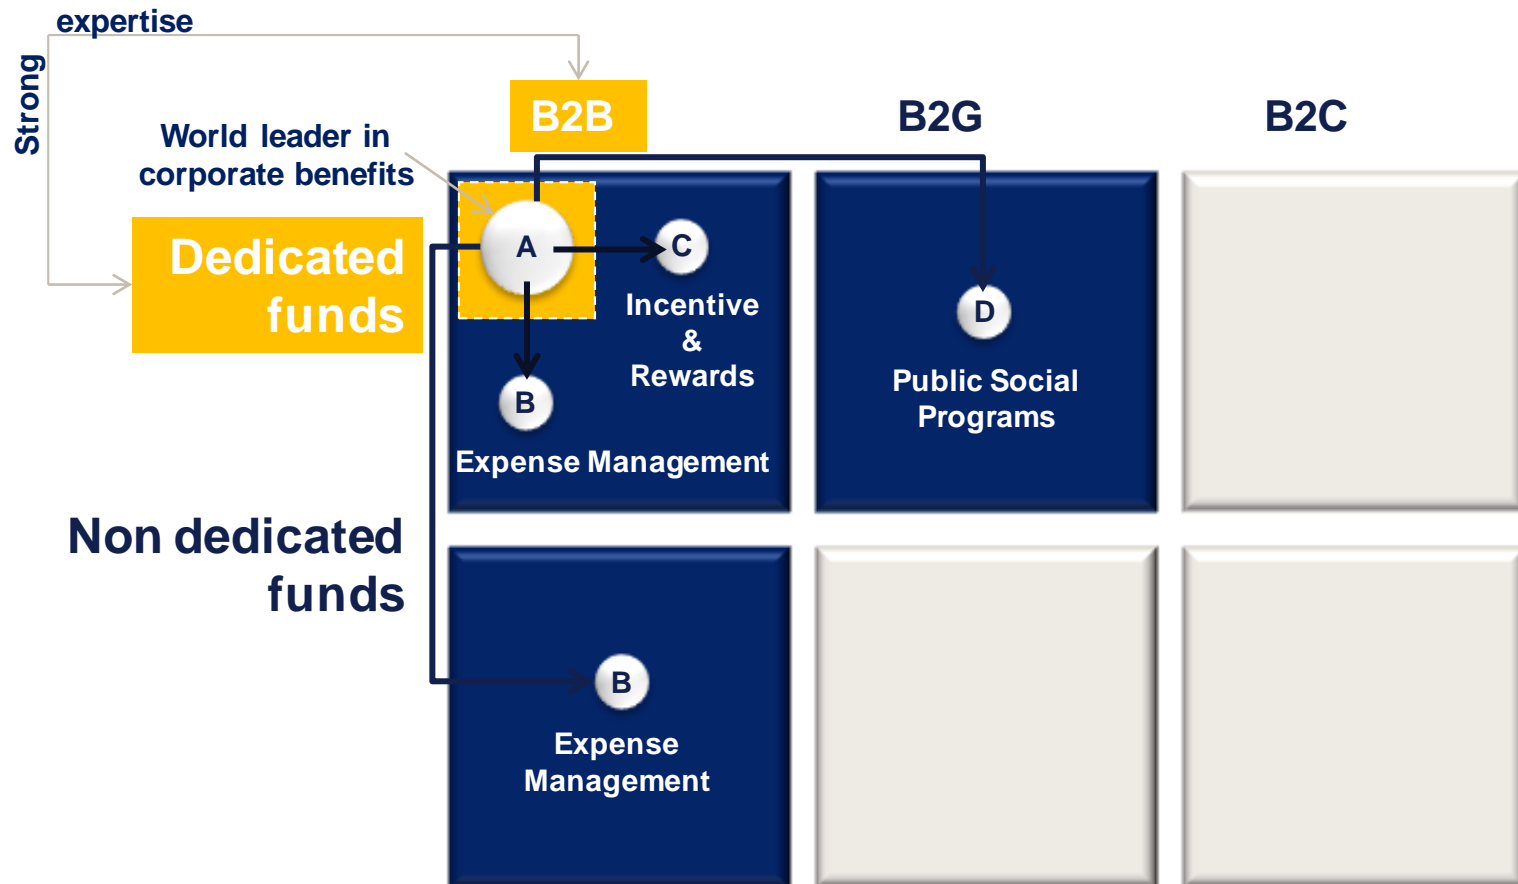 expertise
Strong
B2B
B2G
B2C
World leader in
corporate benefits
Dedicated
funds
A
C
Incentive
&
Rewards
B
Expense Management
D
Public Social
Programs
Non dedicated
funds
B
Expense
Management